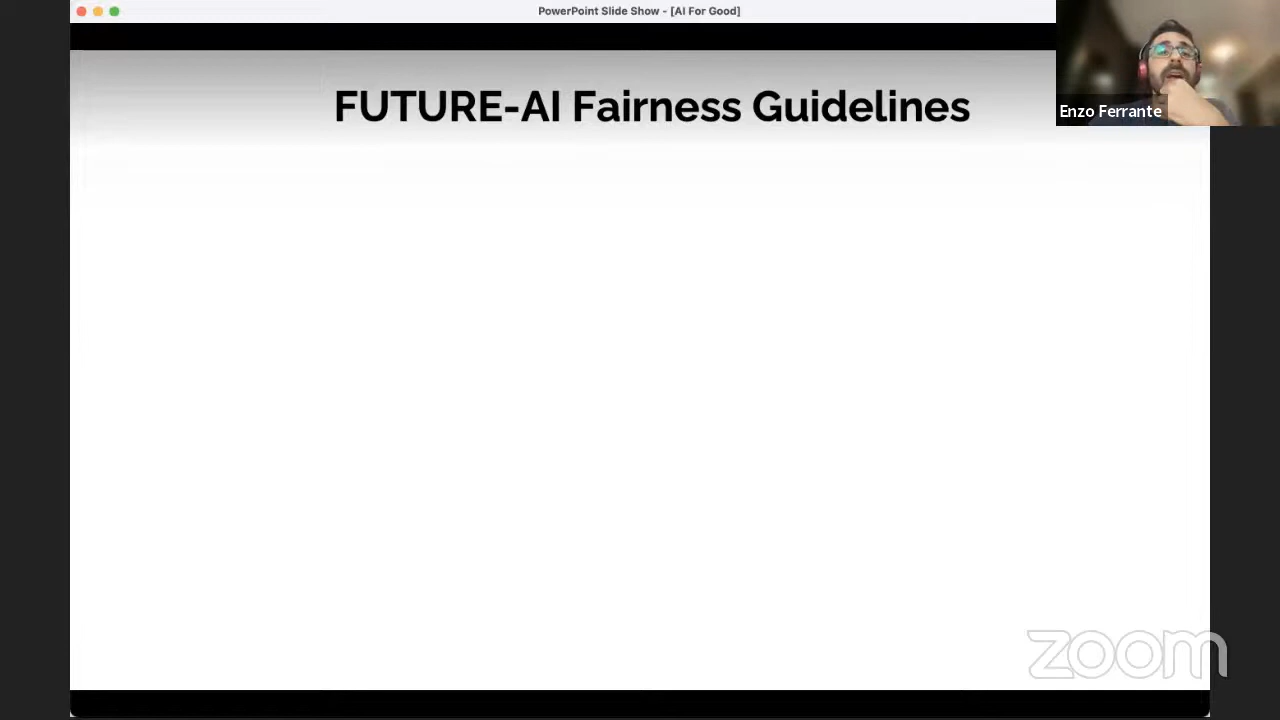 PowerPoint Slide Show - [AI For Good]
FUTURE-AI Fairness Guidelines
Enzo Ferrante
zoom